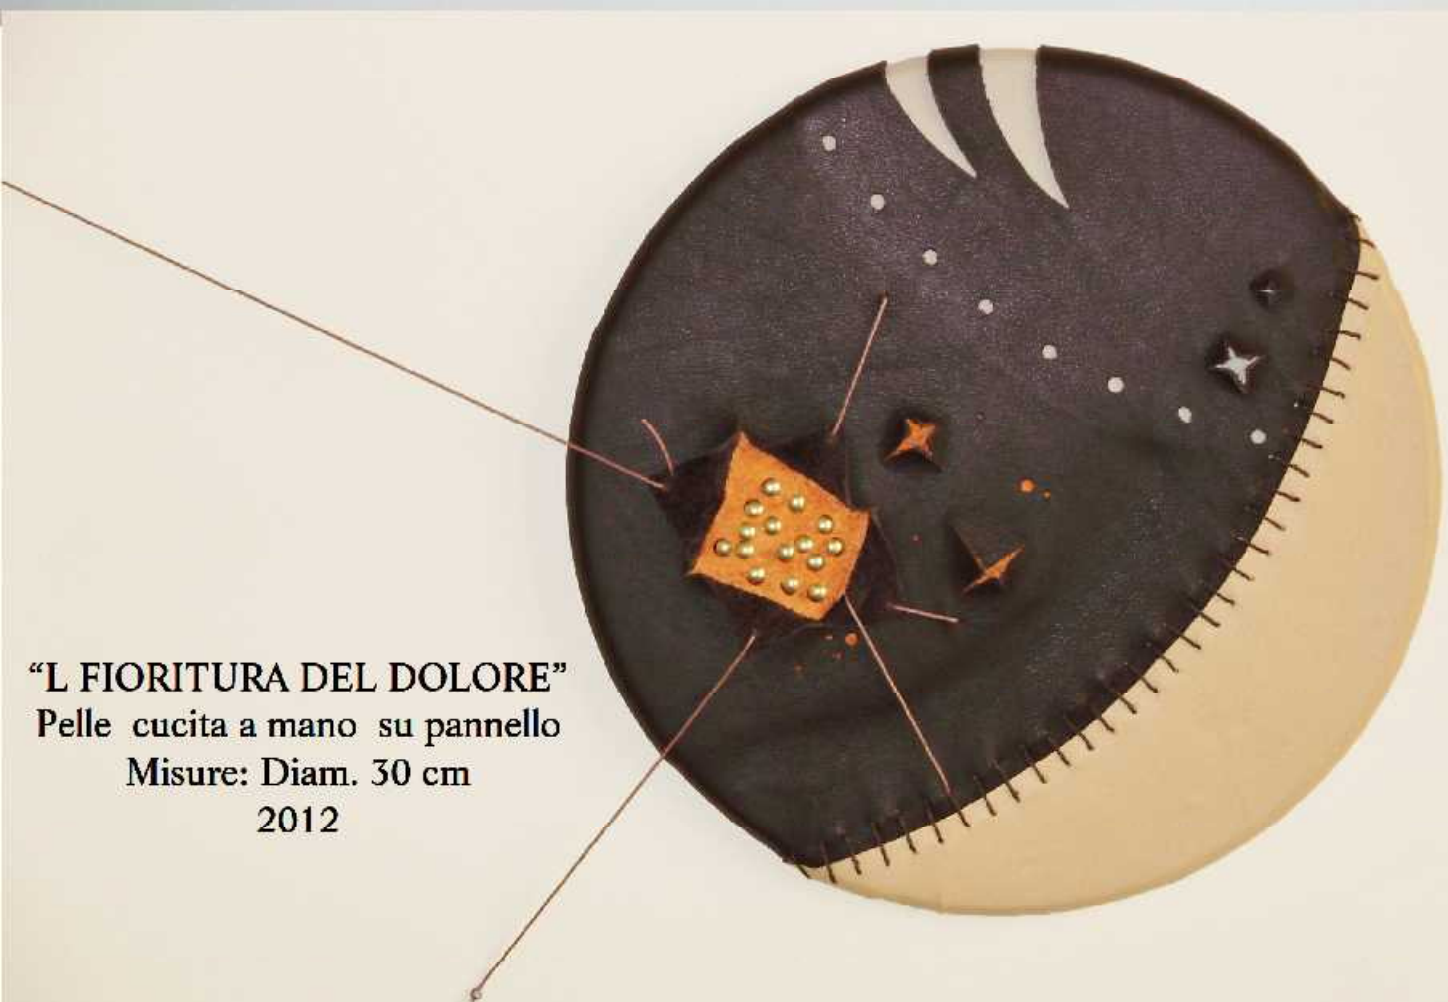 “L FIORITURA DEL DOLORE”
Pelle cucita a mano su pannello
Misure: Diam. 30 cm
2012